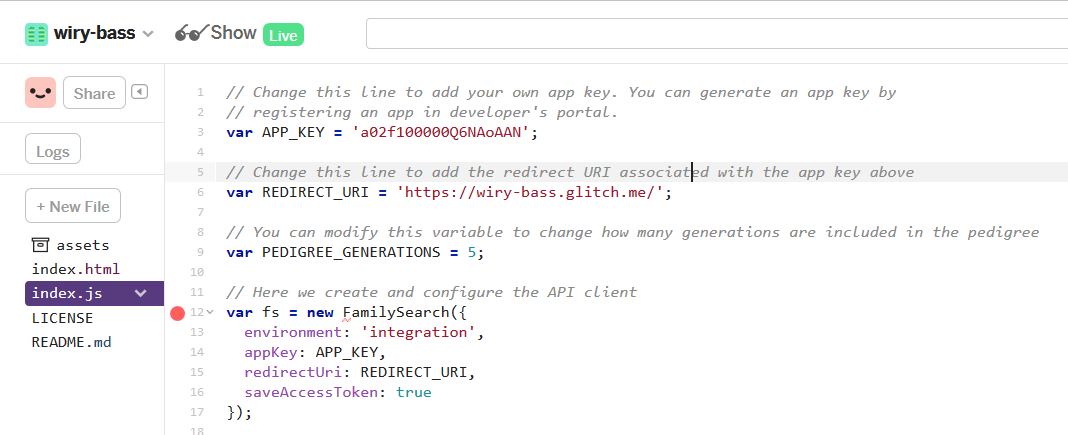 wiry-bass Show Live
Share
Logs
+ New File
assets
index.html
index.js
LICENSE
README.md
1 // Change this line to add your own app key. You can generate an app key by
2 // registering an app in developer's portal.
3 var APP_KEY = 'a02f100000Q6NAoAAN';
4
5 // Change this line to add the redirect URI associated with the app key above
6 var REDIRECT_URI = 'https://wiry-bass.glitch.me/';
7
8 // You can modify this variable to change how many generations are included in the pedigree
9 var PEDIGREE_GENERATIONS = 5;
10
11 // Here we create and configure the API client
12 var fs = new FamilySearch({
13 environment: 'integration',
14 appKey: APP_KEY,
15 redirectUri: REDIRECT_URI,
16 saveAccessToken: true
17 });
18